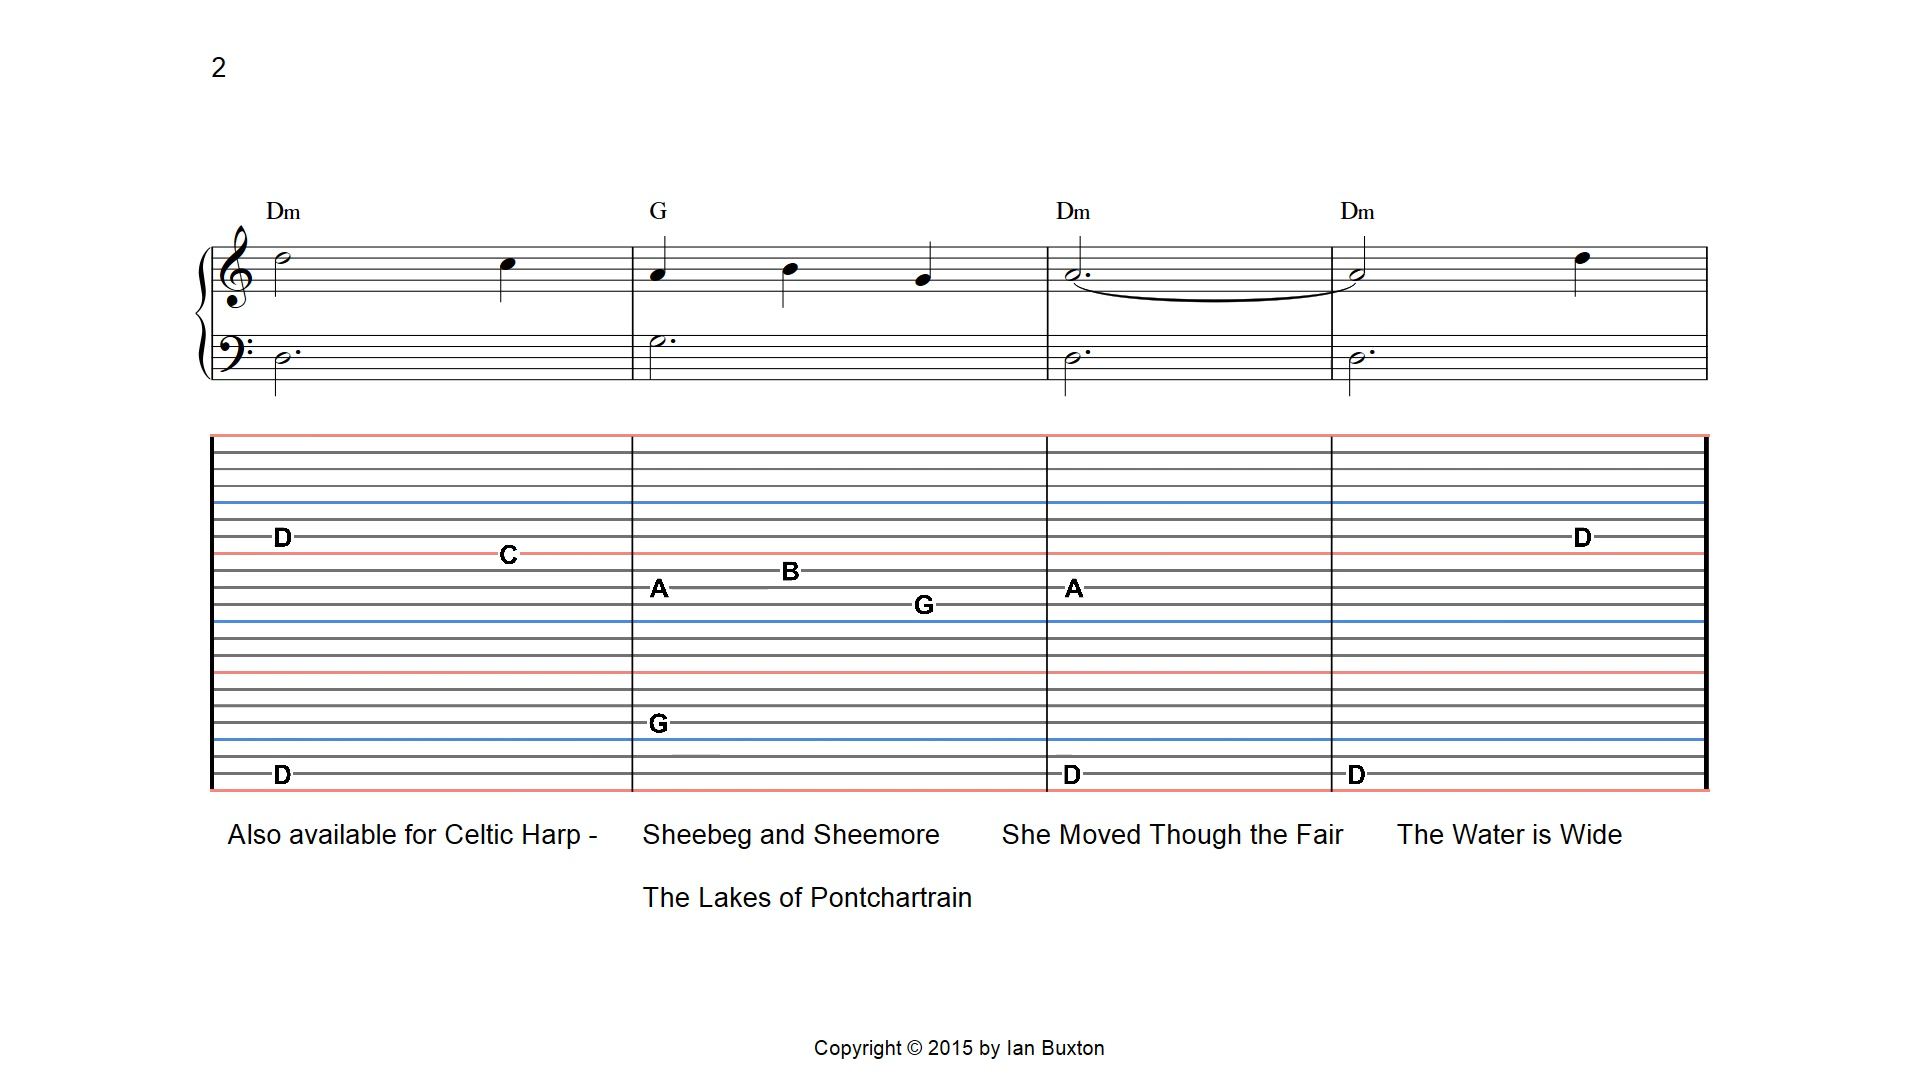 2
Dm G Dm Dm
D D
C
B
A A
G
G
D D D
Also available for Celtic Harp - Sheebeg and Sheemore She Moved Though the Fair The Water is Wide
The Lakes of Pontchartrain
Copyright © 2015 by Ian Buxton